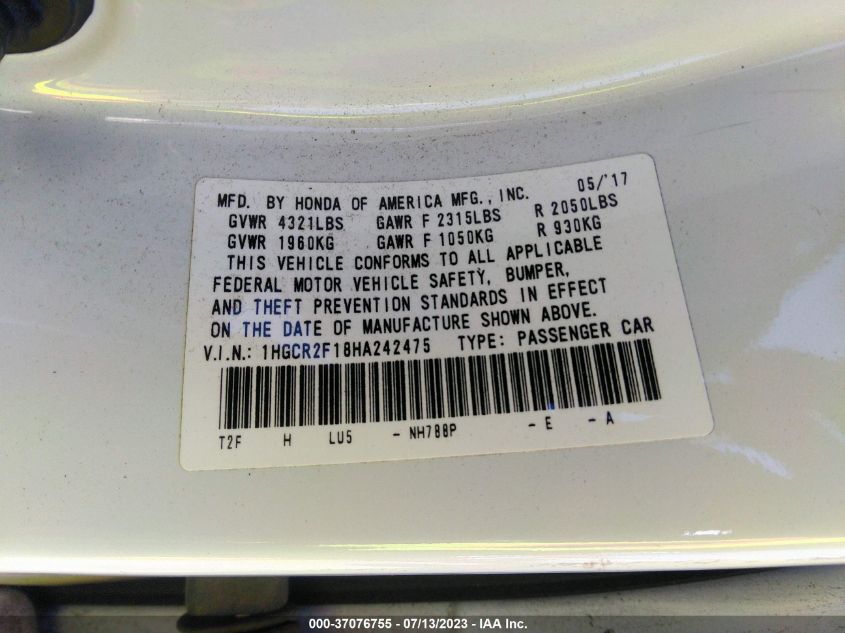 MFD. BY HONDA OF AMERICA MFG., INC. 05/'17
GVWR 4321LBS GAWR F 2315LBS R 2050LBS
GVWR 1960KG GAWR F 1050KG R 930KG
THIS VEHICLE CONFORMS TO ALL APPLICABLE
FEDERAL MOTOR VEHICLE SAFETY, BUMPER,
AND THEFT PREVENTION STANDARDS IN EFFECT
ON THE DATE OF MANUFACTURE SHOWN ABOVE.
V.I.N.: 1HGCR2F18HA242475 TYPE: PASSENGER CAR
T2F H LU5 - NH788P - E - A
000-37076755 - 07/13/2023 - IAA Inc.